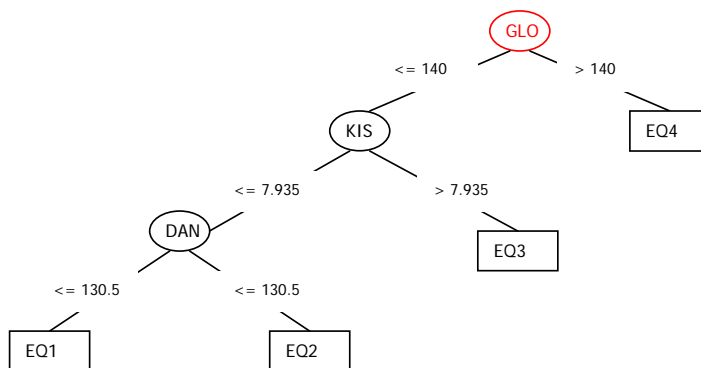 GLO
<= 140
> 140
KIS
EQ4
<= 7.935
> 7.935
DAN
EQ3
<= 130.5
<= 130.5
EQ1
EQ2